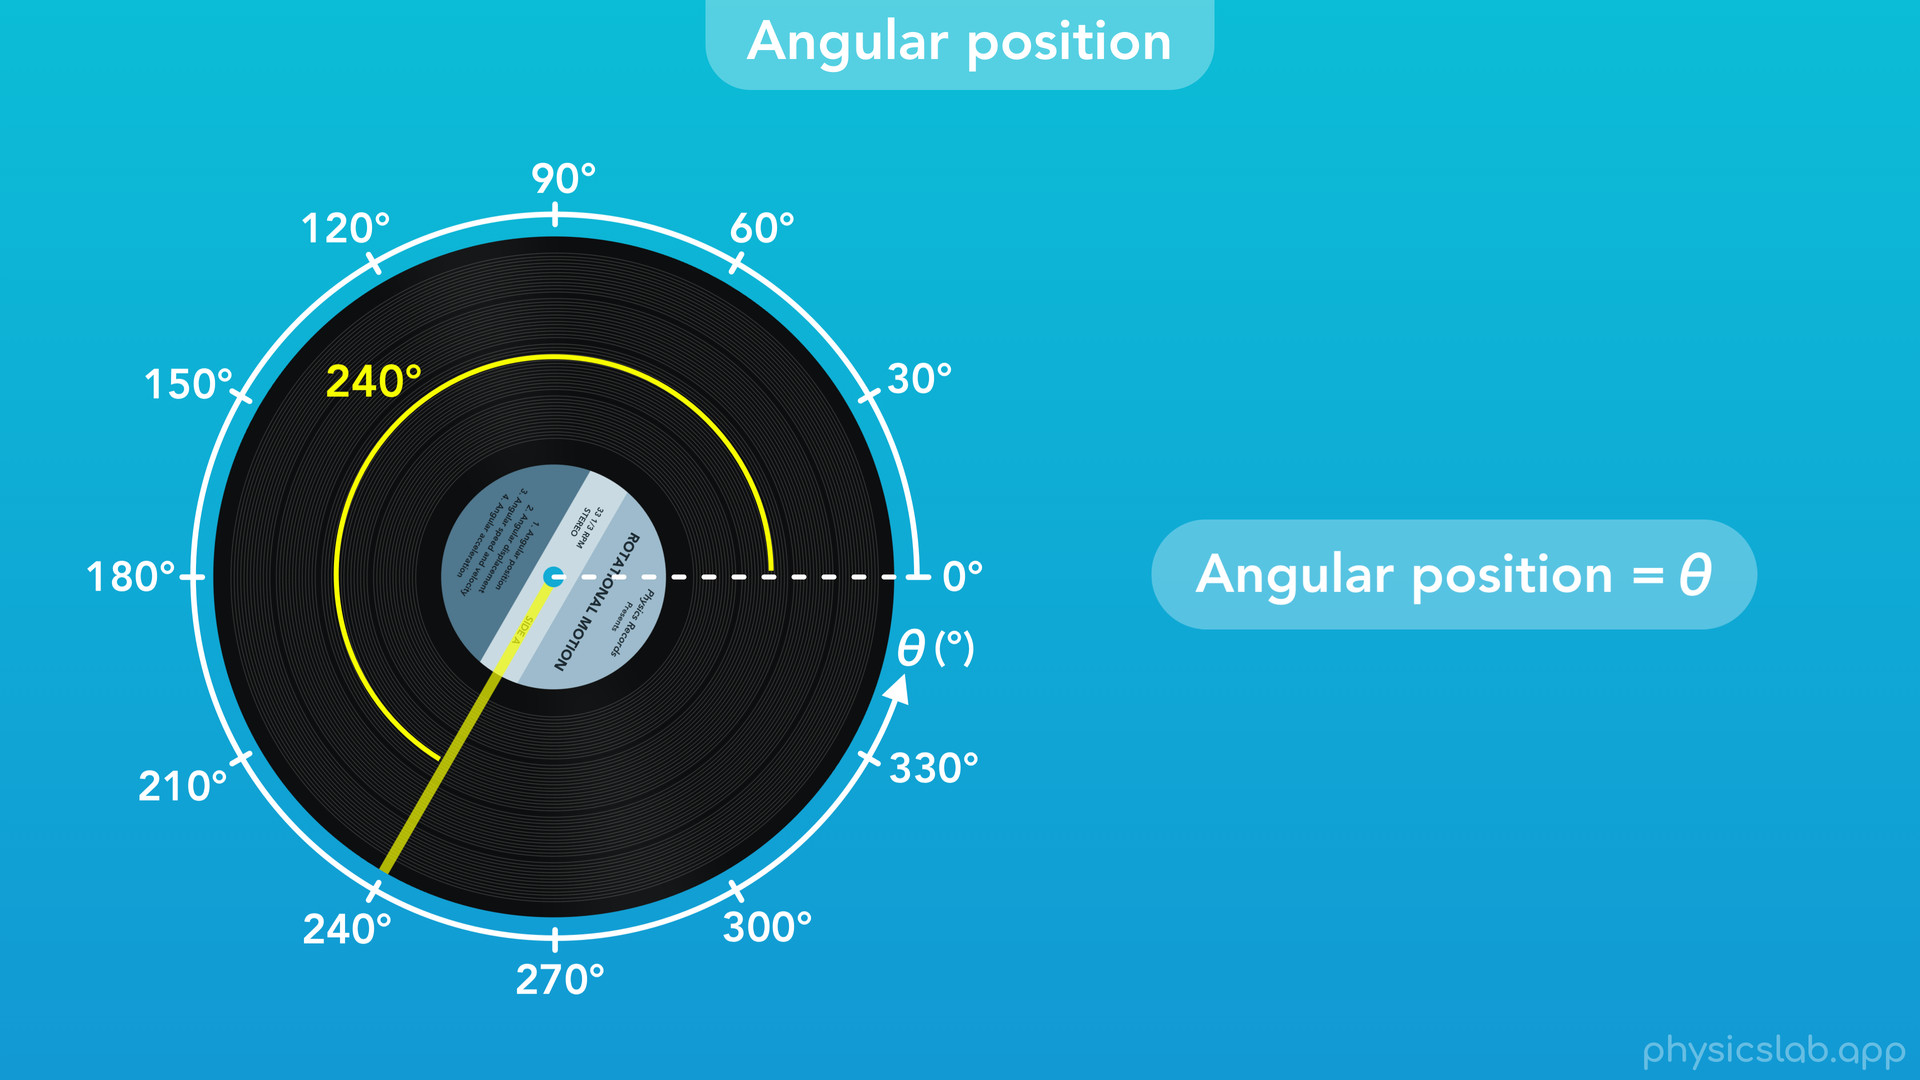 Angular position
90°
120°
60°
150°
240°
30°
180°
0°
θ (°)
210°
330°
240°
300°
270°
33 1/3 RPM
STEREO
ROTATIONAL MOTION
Physics Records
Presents
SIDE A
1. Angular position
2. Angular displacement
3. Angular speed and velocity
4. Angular acceleration
Angular position = θ
physicslab.app